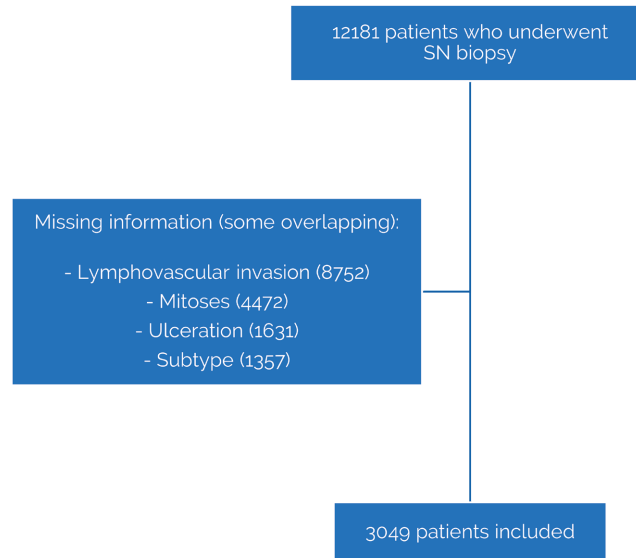 12181 patients who underwent
SN biopsy
Missing information (some overlapping):
- Lymphovascular invasion (8752)
- Mitoses (4472)
- Ulceration (1631)
- Subtype (1357)
3049 patients included